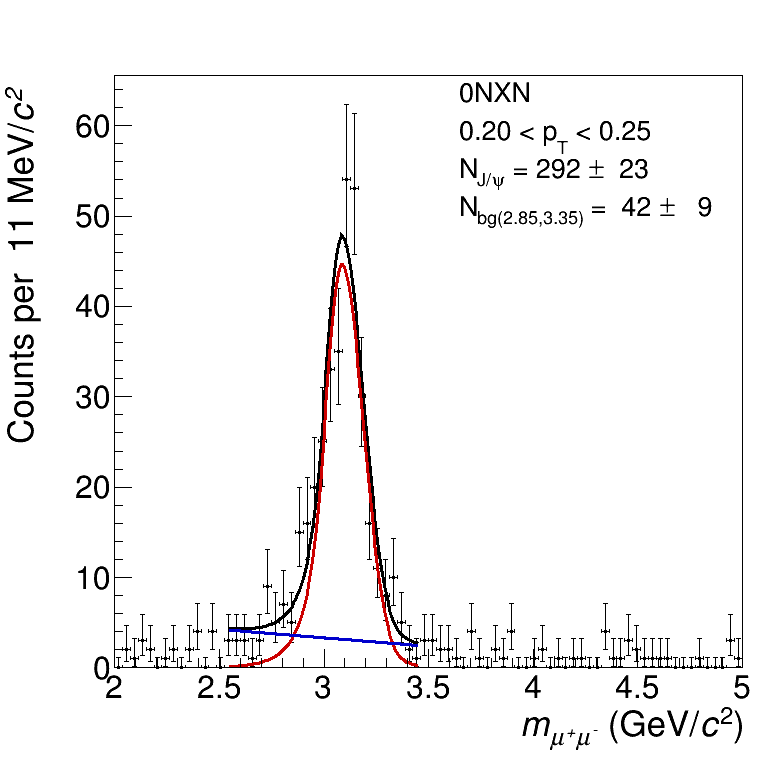 0NXN
0.20 < p_T < 0.25
N_J/ψ = 292 ± 23
N_bg(2.85,3.35) = 42 ± 9
Counts per 11 MeV/c²
60
50
40
30
20
10
0
2 2.5 3 3.5 4 4.5 5
m_μ⁺μ⁻ (GeV/c²)